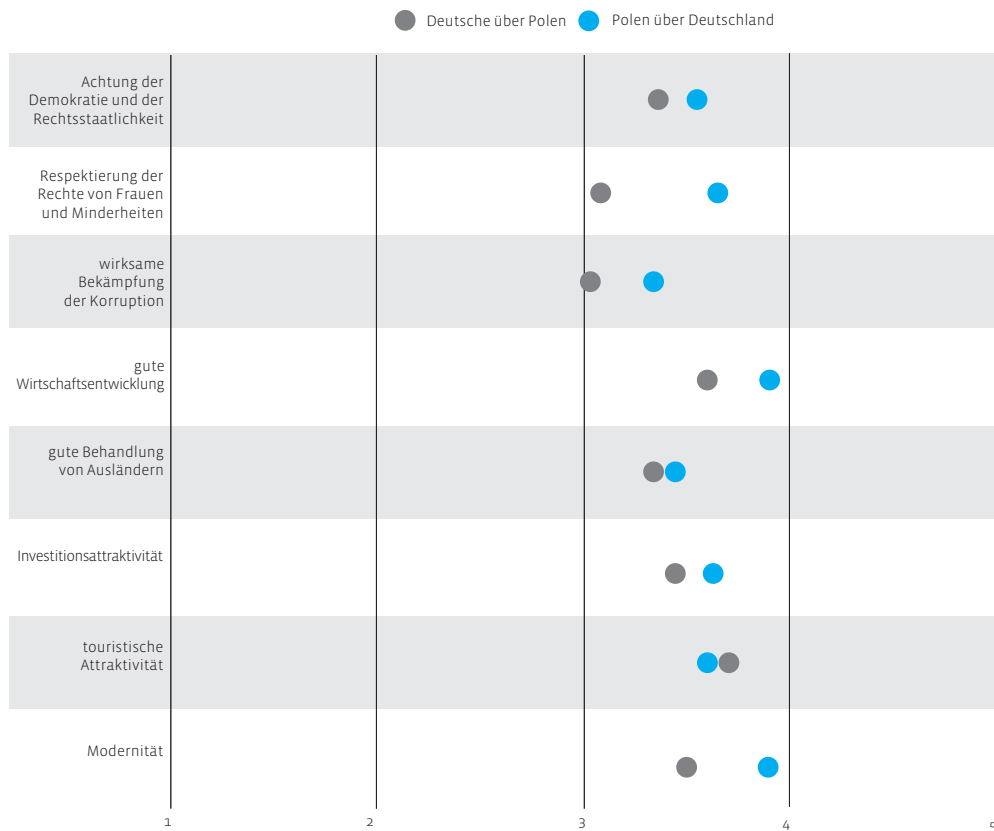 Deutsche über Polen
Polen über Deutschland
Achtung der
Demokratie und der
Rechtsstaatlichkeit
Respektierung der
Rechte von Frauen
und Minderheiten
wirksame
Bekämpfung
der Korruption
gute
Wirtschaftsentwicklung
gute Behandlung
von Ausländern
Investitionsattraktivität
touristische
Attraktivität
Modernität
1 2 3 4 5